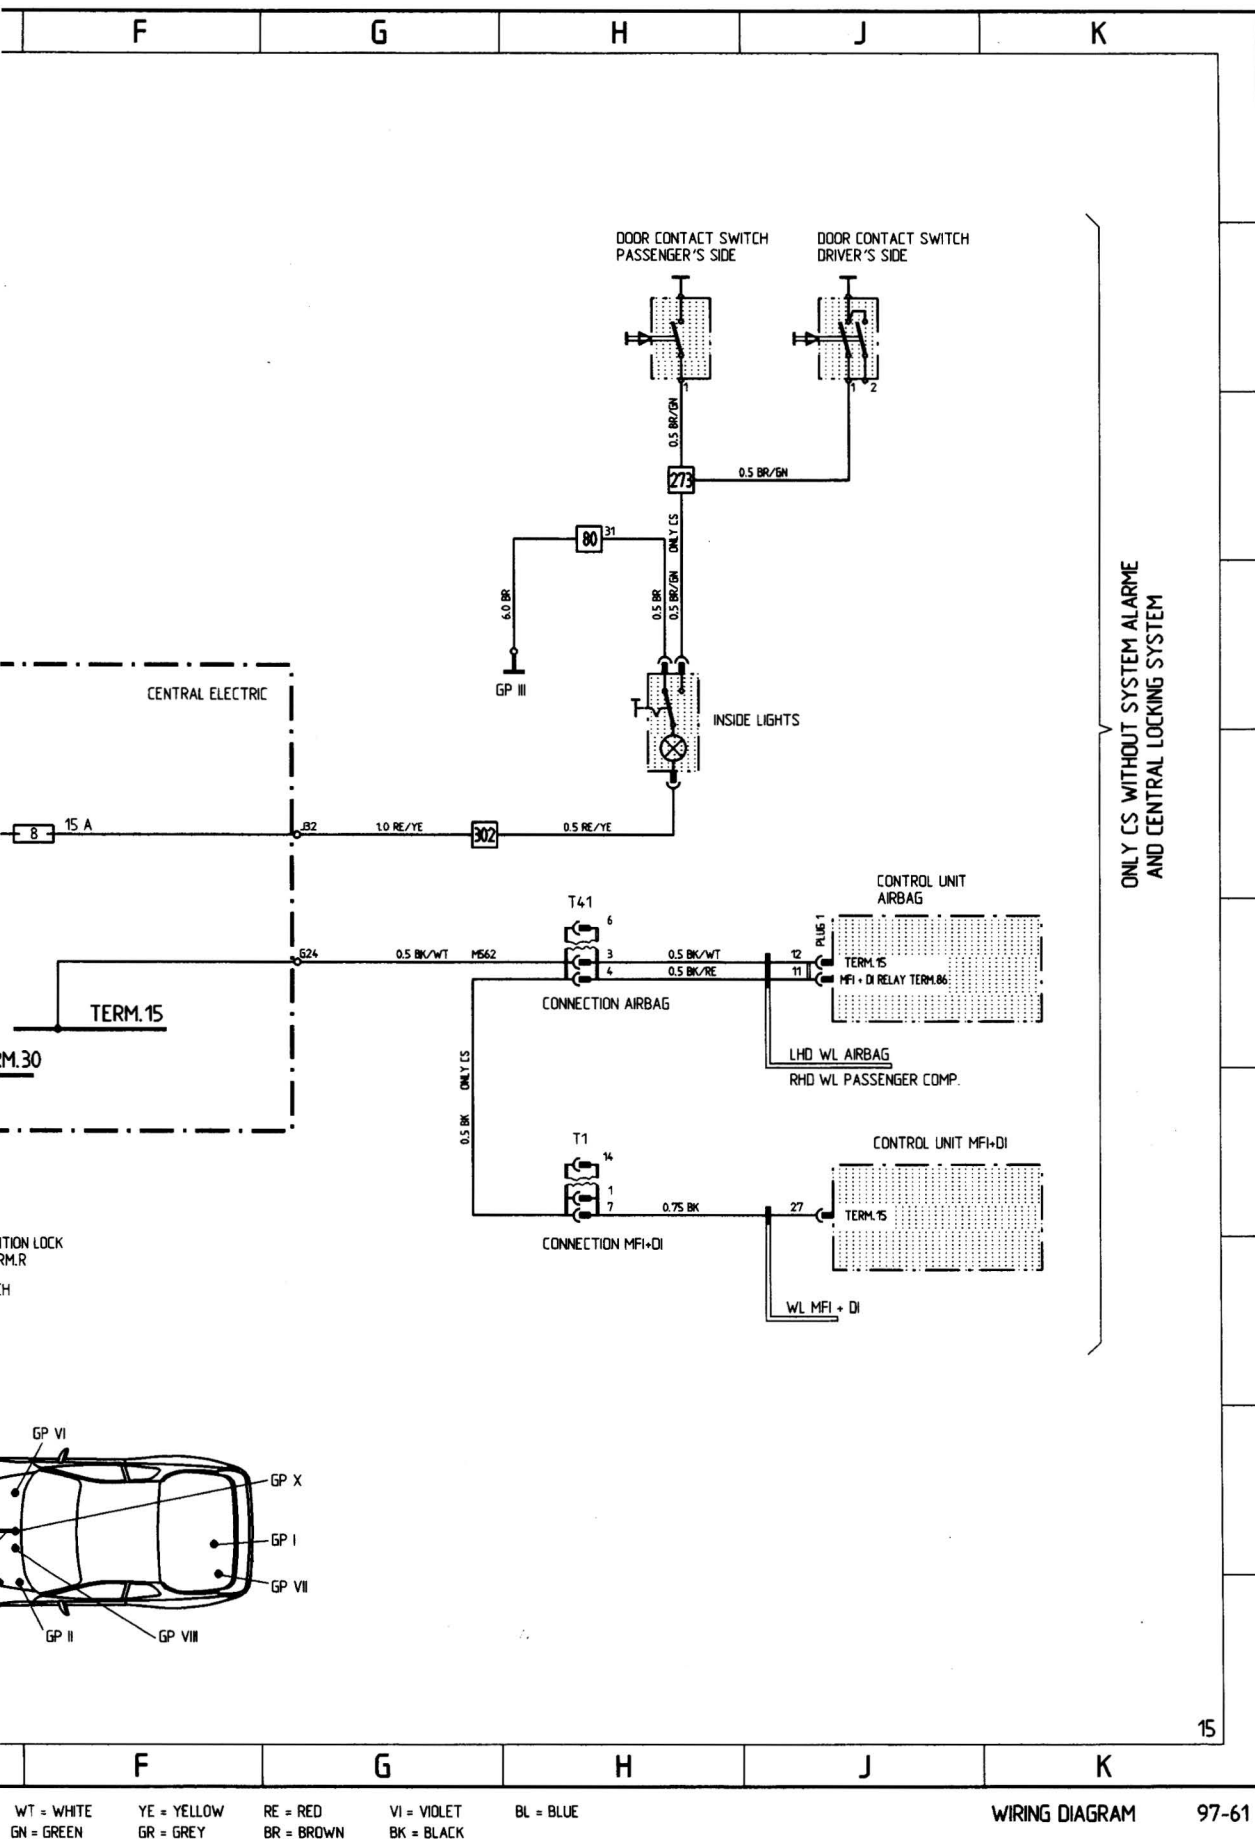 F G H J K
DOOR CONTACT SWITCH
PASSENGER'S SIDE
DOOR CONTACT SWITCH
DRIVER'S SIDE
1
1 2
0.5 BR/GN
273
0.5 BR/GN
80 31
ONLY CS
6.0 BR
0.5 BR
0.5 BR/GN
GP III
CENTRAL ELECTRIC
INSIDE LIGHTS
8 15 A
J32
1.0 RE/YE
302
0.5 RE/YE
ONLY CS WITHOUT SYSTEM ALARME
AND CENTRAL LOCKING SYSTEM
CONTROL UNIT
AIRBAG
T41
6
PLUG 1
G24
0.5 BK/WT
M562
3
0.5 BK/WT
12
TERM.15
4
0.5 BK/RE
11
MFI + DI RELAY TERM.86
CONNECTION AIRBAG
TERM.15
M.30
LHD WL AIRBAG
RHD WL PASSENGER COMP.
0.5 BK ONLY CS
T1
14
CONTROL UNIT MFI+DI
1
7
0.75 BK
27
TERM.15
CONNECTION MFI+DI
ITION LOCK
RM.R
CH
WL MFI + DI
GP VI
GP X
GP I
GP VII
GP II
GP VIII
15
F G H J K
WT = WHITE YE = YELLOW RE = RED VI = VIOLET BL = BLUE
GN = GREEN GR = GREY BR = BROWN BK = BLACK
WIRING DIAGRAM 97-61